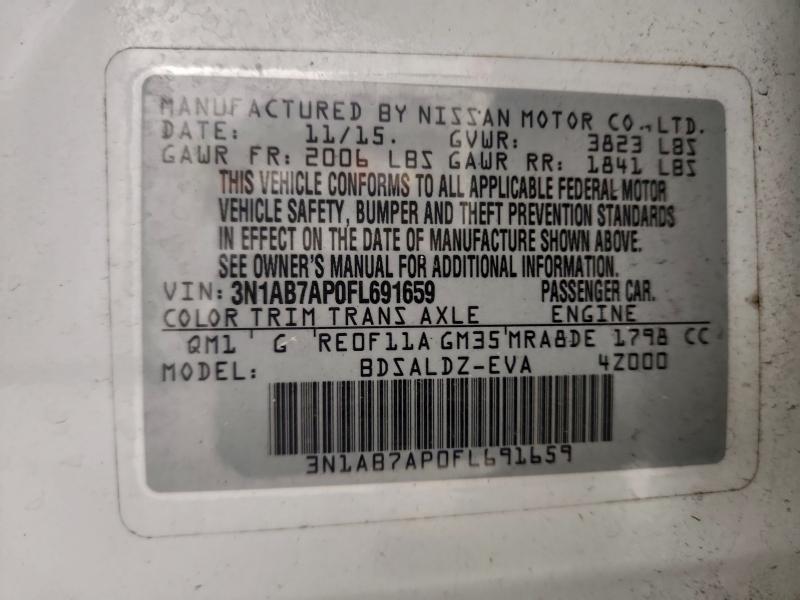 MANUFACTURED BY NISSAN MOTOR CO.,LTD.
DATE: 11/15. GVWR: 3823 LBS
GAWR FR: 2006 LBS GAWR RR: 1841 LBS
THIS VEHICLE CONFORMS TO ALL APPLICABLE FEDERAL MOTOR
VEHICLE SAFETY, BUMPER AND THEFT PREVENTION STANDARDS
IN EFFECT ON THE DATE OF MANUFACTURE SHOWN ABOVE.
SEE OWNER'S MANUAL FOR ADDITIONAL INFORMATION.
VIN: 3N1AB7AP0FL691659 PASSENGER CAR.
COLOR TRIM TRANS AXLE ENGINE
QM1 G RE0F11A GM35 MRA8DE 1798 CC
MODEL: BDSALDZ-EVA 4Z000
3N1AB7AP0FL691659